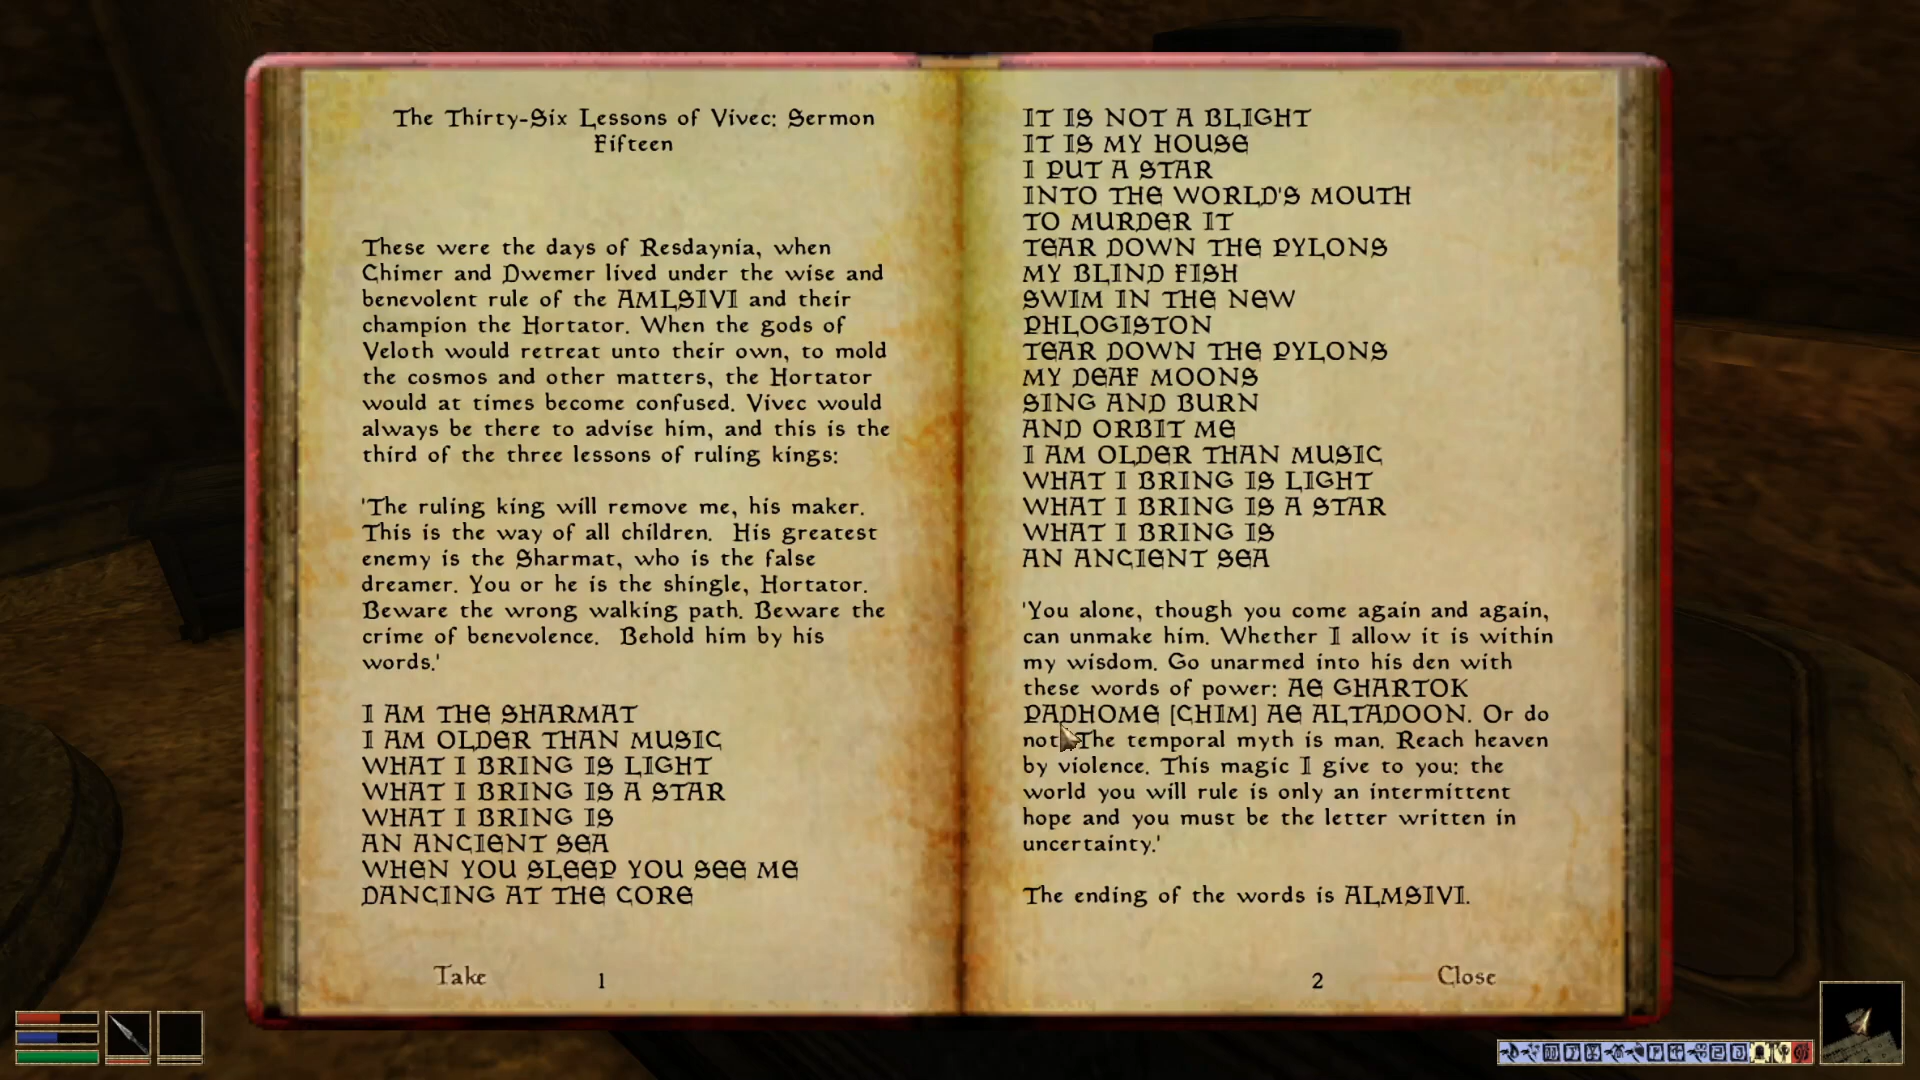 The Thirty-Six Lessons of Vivec: Sermon
Fifteen
These were the days of Resdaynia, when
Chimer and Dwemer lived under the wise and
benevolent rule of the AMLSIVI and their
champion the Hortator. When the gods of
Veloth would retreat unto their own, to mold
the cosmos and other matters, the Hortator
would at times become confused. Vivec would
always be there to advise him, and this is the
third of the three lessons of ruling kings:
'The ruling king will remove me, his maker.
This is the way of all children. His greatest
enemy is the Sharmat, who is the false
dreamer. You or he is the shingle, Hortator.
Beware the wrong walking path. Beware the
crime of benevolence. Behold him by his
words.'
I AM THE SHARMAT
I AM OLDER THAN MUSIC
WHAT I BRING IS LIGHT
WHAT I BRING IS A STAR
WHAT I BRING IS
AN ANCIENT SEA
WHEN YOU SLEEP YOU SEE ME
DANCING AT THE CORE
Take
1
IT IS NOT A BLIGHT
IT IS MY HOUSE
I PUT A STAR
INTO THE WORLD'S MOUTH
TO MURDER IT
TEAR DOWN THE PYLONS
MY BLIND FISH
SWIM IN THE NEW
PHLOGISTON
TEAR DOWN THE PYLONS
MY DEAF MOONS
SING AND BURN
AND ORBIT ME
I AM OLDER THAN MUSIC
WHAT I BRING IS LIGHT
WHAT I BRING IS A STAR
WHAT I BRING IS
AN ANCIENT SEA
'You alone, though you come again and again,
can unmake him. Whether I allow it is within
my wisdom. Go unarmed into his den with
these words of power: AE GHARTOK
PADHOME [CHIM] AE ALTADOON. Or do
not. The temporal myth is man. Reach heaven
by violence. This magic I give to you: the
world you will rule is only an intermittent
hope and you must be the letter written in
uncertainty.'
The ending of the words is ALMSIVI.
2
Close